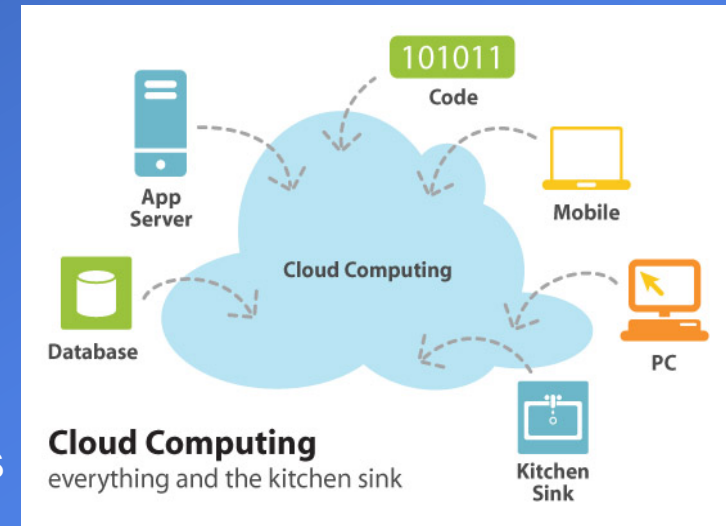 101011
Code
App
Server
Mobile
Cloud Computing
Database
PC
Cloud Computing
everything and the kitchen sink
Kitchen
Sink
s